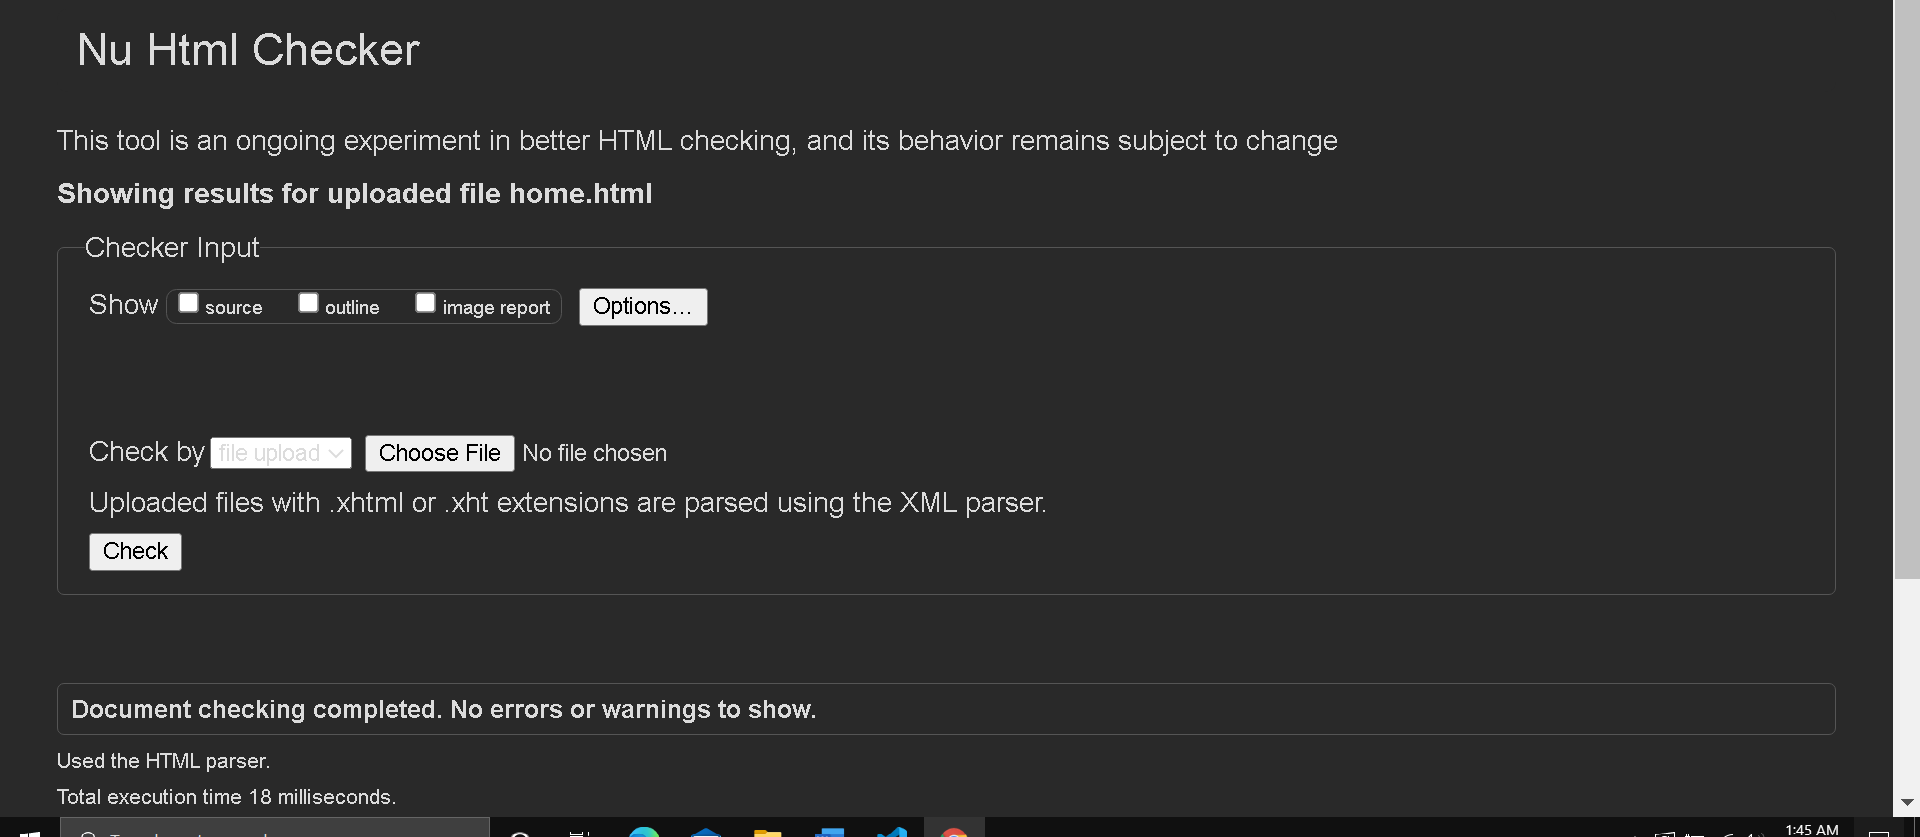 Nu Html Checker
This tool is an ongoing experiment in better HTML checking, and its behavior remains subject to change
Showing results for uploaded file home.html
Checker Input
Show source outline image report Options...
Check by file upload Choose File No file chosen
Uploaded files with .xhtml or .xht extensions are parsed using the XML parser.
Check
Document checking completed. No errors or warnings to show.
Used the HTML parser.
Total execution time 18 milliseconds.
1:45 AM